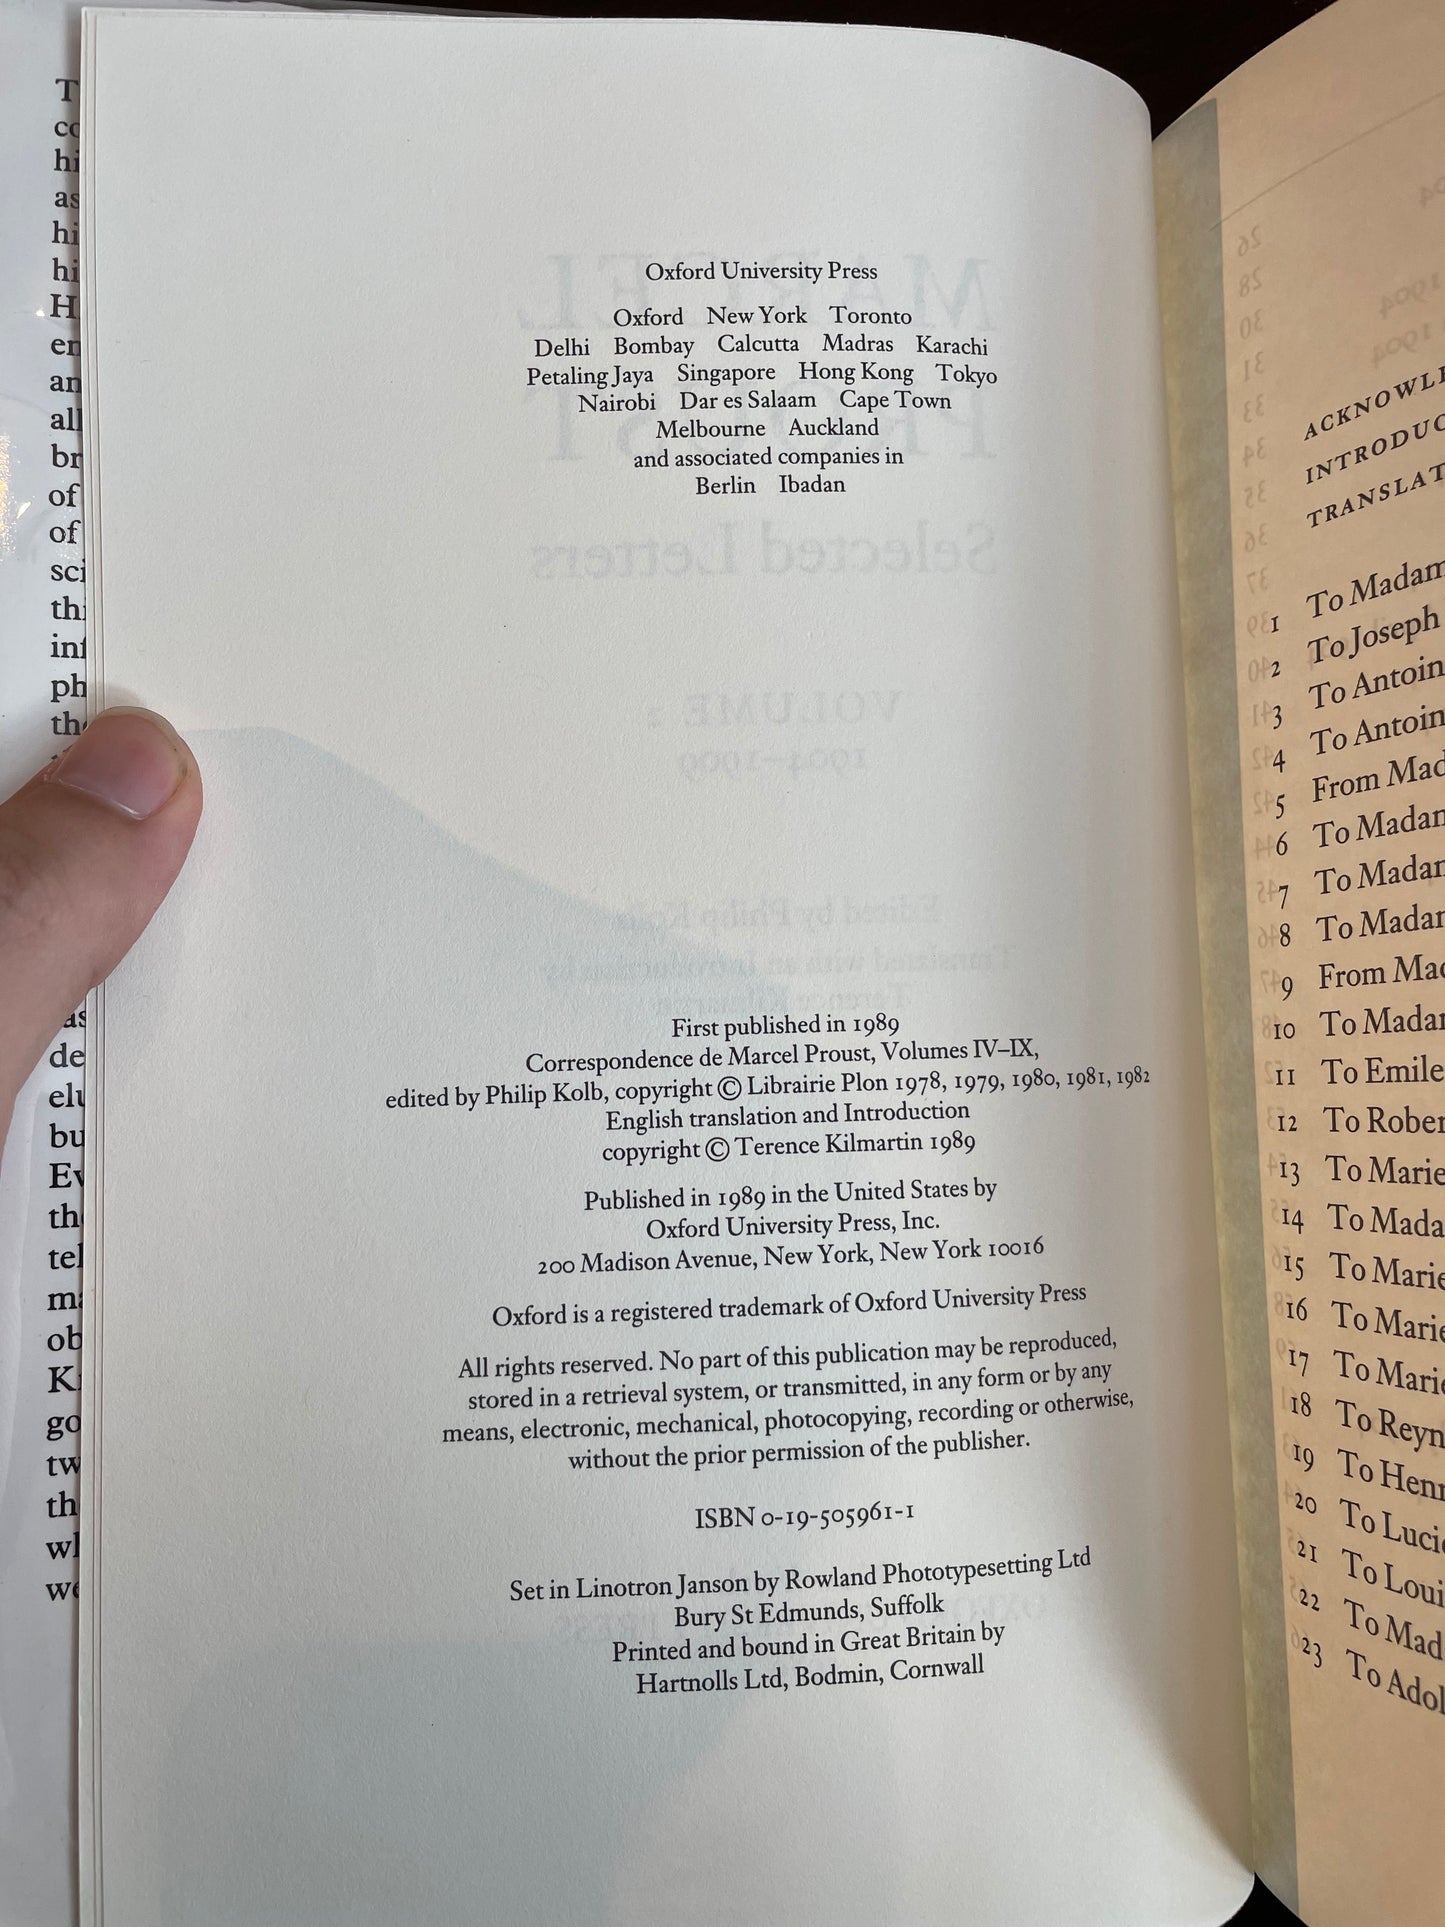 Oxford University Press
Oxford New York Toronto
Delhi Bombay Calcutta Madras Karachi
Petaling Jaya Singapore Hong Kong Tokyo
Nairobi Dar es Salaam Cape Town
Melbourne Auckland
and associated companies in
Berlin Ibadan
First published in 1989
Correspondence de Marcel Proust, Volumes IV–IX,
edited by Philip Kolb, copyright © Librairie Plon 1978, 1979, 1980, 1981, 1982
English translation and Introduction
copyright © Terence Kilmartin 1989
Published in 1989 in the United States by
Oxford University Press, Inc.
200 Madison Avenue, New York, New York 10016
Oxford is a registered trademark of Oxford University Press
All rights reserved. No part of this publication may be reproduced,
stored in a retrieval system, or transmitted, in any form or by any
means, electronic, mechanical, photocopying, recording or otherwise,
without the prior permission of the publisher.
ISBN 0-19-505961-1
Set in Linotron Janson by Rowland Phototypesetting Ltd
Bury St Edmunds, Suffolk
Printed and bound in Great Britain by
Hartnolls Ltd, Bodmin, Cornwall
ACKNOWLE
INTRODUC
TRANSLAT
1 To Madam
2 To Joseph
3 To Antoin
4 To Antoin
5 From Mad
6 To Madam
7 To Madam
8 To Madam
9 From Mad
10 To Madam
11 To Emile
12 To Rober
13 To Marie
14 To Mada
15 To Marie
16 To Marie
17 To Marie
18 To Reyn
19 To Henr
20 To Lucie
21 To Loui
22 To Mad
23 To Adol